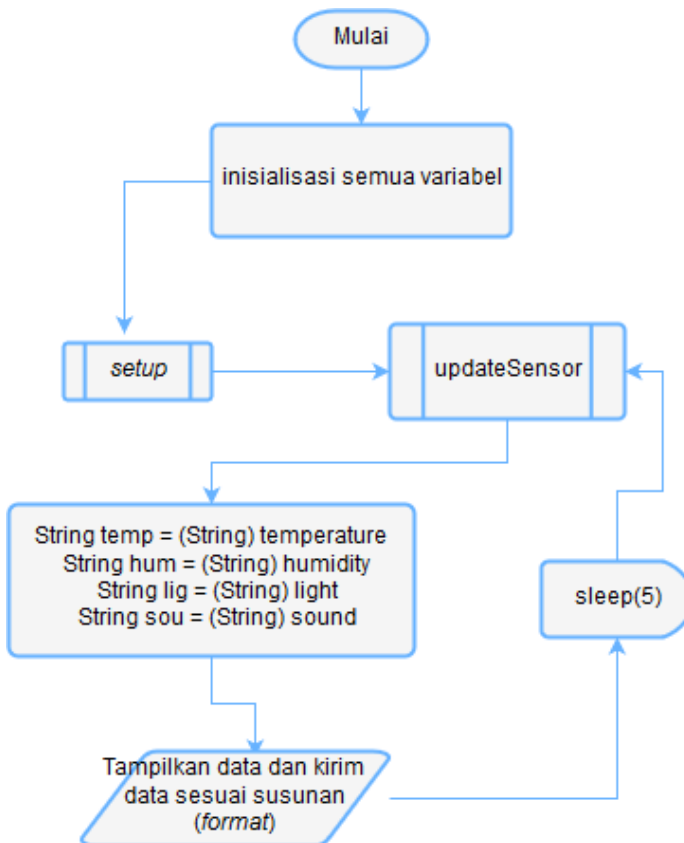 Mulai
inisialisasi semua variabel
setup
updateSensor
String temp = (String) temperature
String hum = (String) humidity
String lig = (String) light
String sou = (String) sound
sleep(5)
Tampilkan data dan kirim
data sesuai susunan
(format)